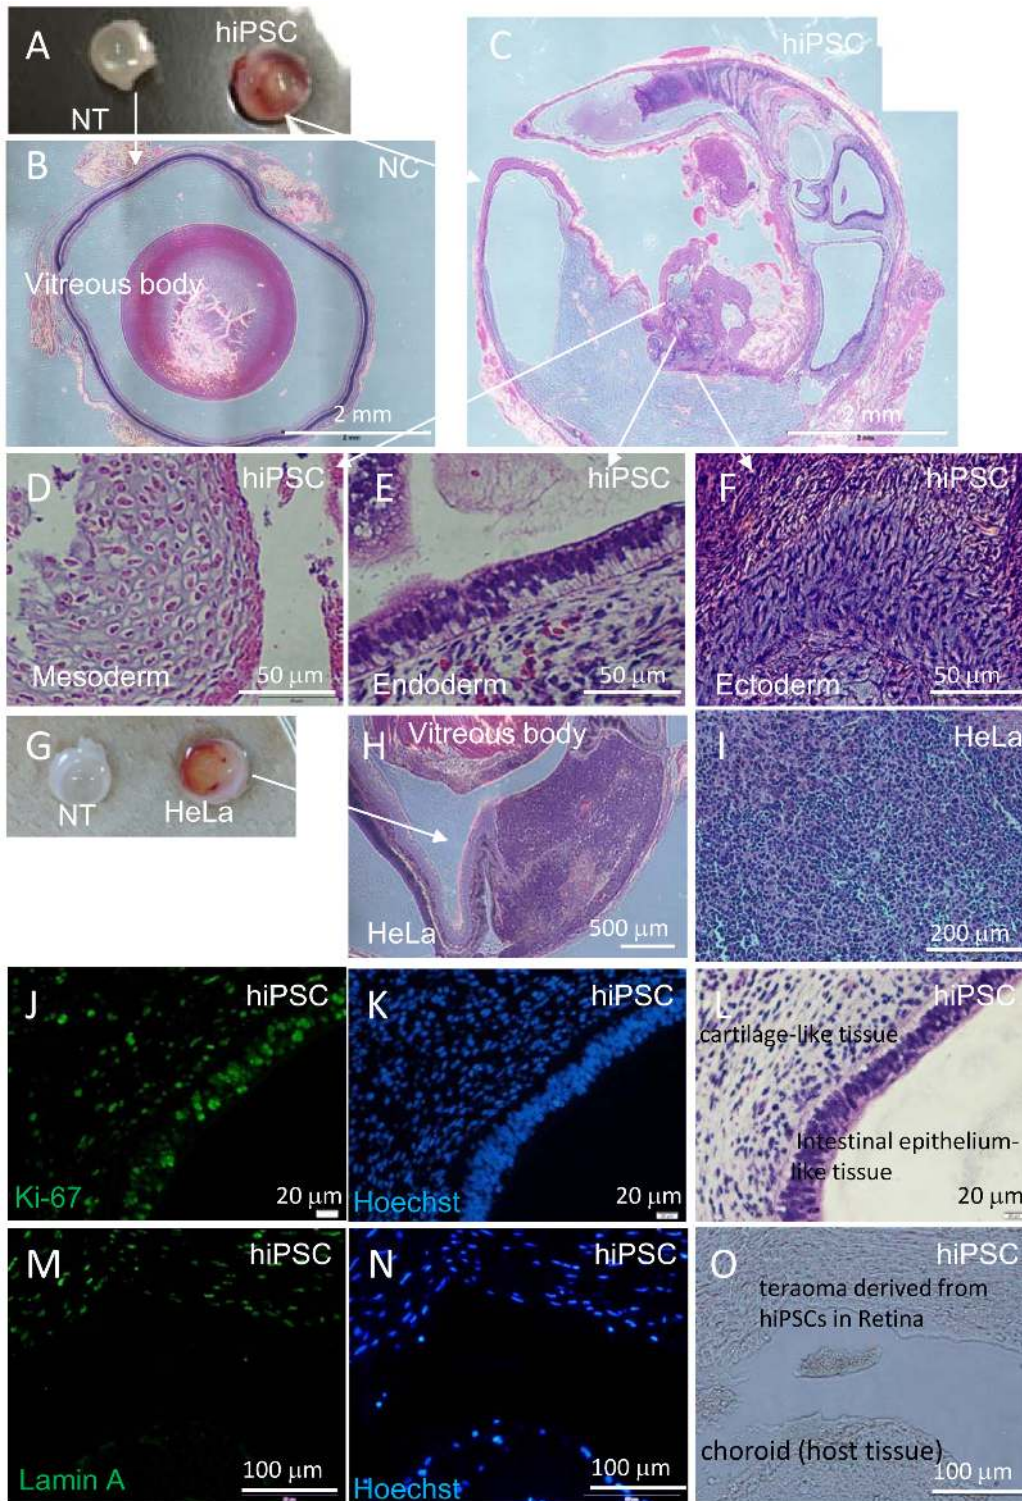 A
hiPSC
NT
NC
B
Vitreous body
2 mm
C
hiPSC
2 mm
D
hiPSC
Mesoderm
50 μm
E
hiPSC
Endoderm
50 μm
F
hiPSC
Ectoderm
50 μm
G
NT
HeLa
H
Vitreous body
HeLa
500 μm
I
HeLa
200 μm
J
hiPSC
Ki-67
20 μm
K
hiPSC
Hoechst
20 μm
L
hiPSC
cartilage-like tissue
Intestinal epithelium-
like tissue
20 μm
M
hiPSC
Lamin A
100 μm
N
hiPSC
Hoechst
100 μm
O
hiPSC
teraoma derived from
hiPSCs in Retina
choroid (host tissue)
100 μm